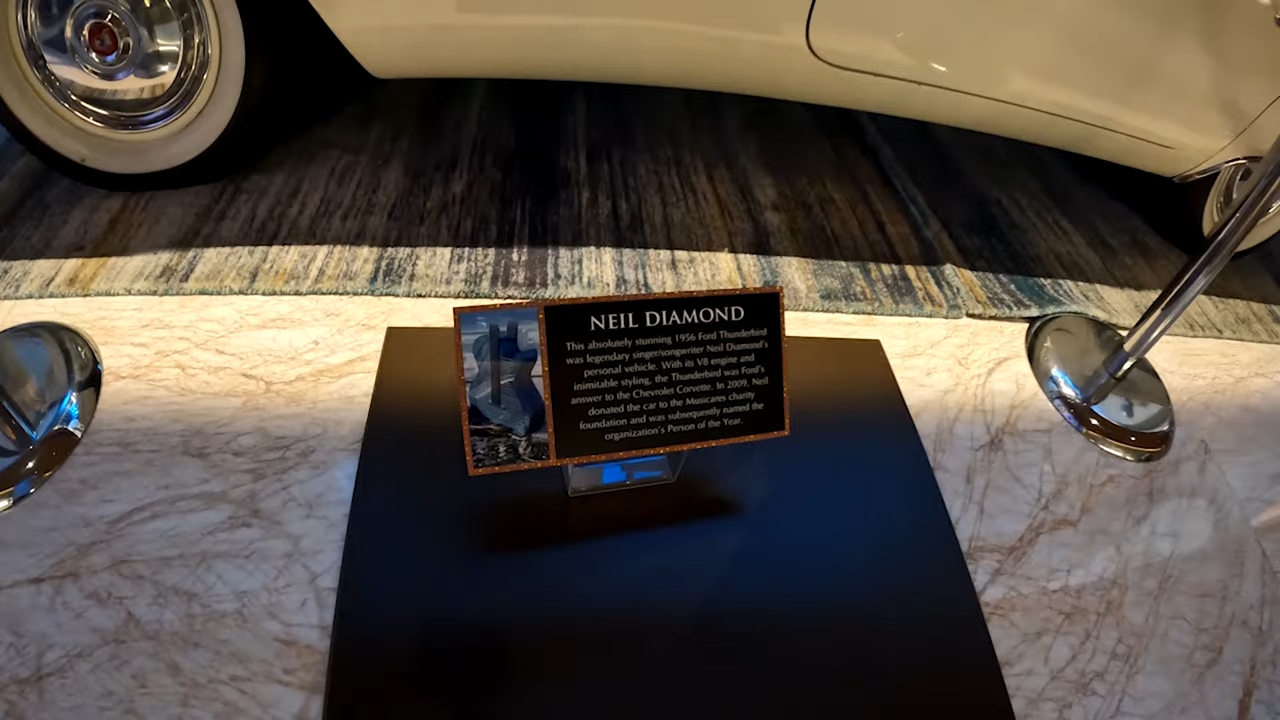 NEIL DIAMOND
This absolutely stunning 1956 Ford Thunderbird
was legendary singer/songwriter Neil Diamond's
personal vehicle. With its V8 engine and
inimitable styling, the Thunderbird was Ford's
answer to the Chevrolet Corvette. In 2009, Neil
donated the car to the Musicares charity
foundation and was subsequently named the
organization's Person of the Year.